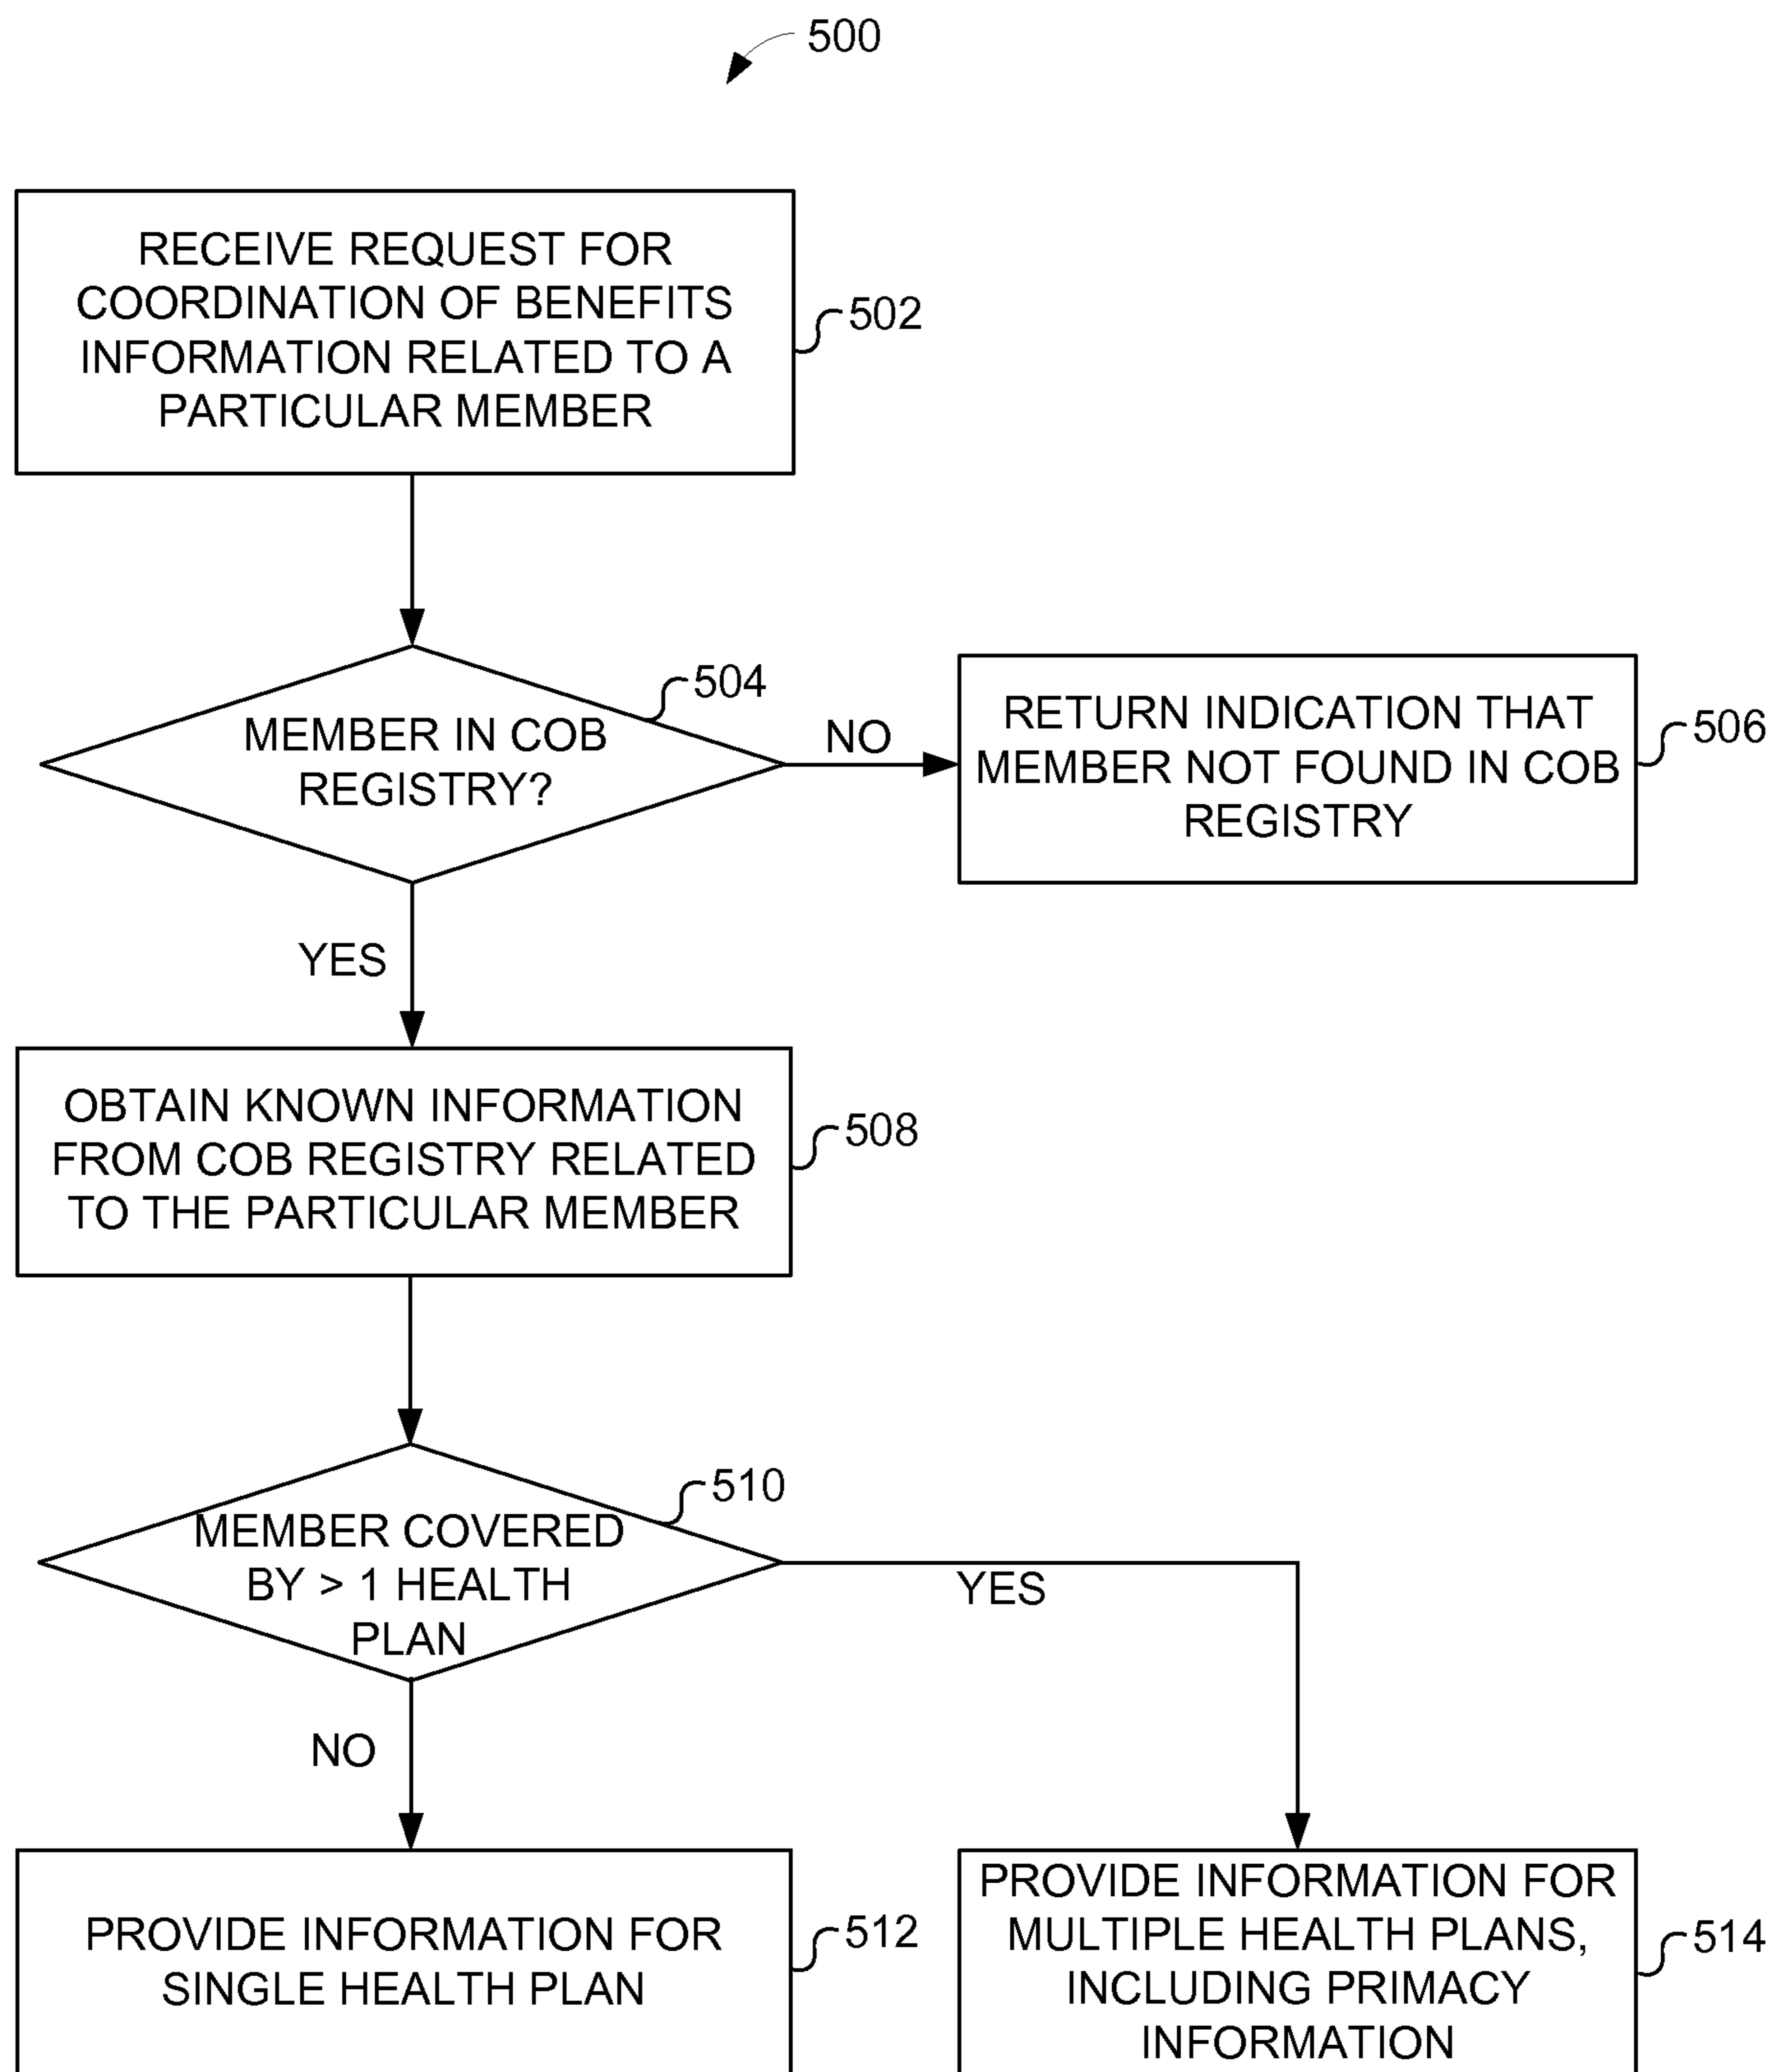 500
RECEIVE REQUEST FOR
COORDINATION OF BENEFITS
INFORMATION RELATED TO A
PARTICULAR MEMBER
502
MEMBER IN COB
REGISTRY?
504
NO
RETURN INDICATION THAT
MEMBER NOT FOUND IN COB
REGISTRY
506
YES
OBTAIN KNOWN INFORMATION
FROM COB REGISTRY RELATED
TO THE PARTICULAR MEMBER
508
MEMBER COVERED
BY > 1 HEALTH
PLAN
510
YES
NO
PROVIDE INFORMATION FOR
SINGLE HEALTH PLAN
512
PROVIDE INFORMATION FOR
MULTIPLE HEALTH PLANS,
INCLUDING PRIMACY
INFORMATION
514